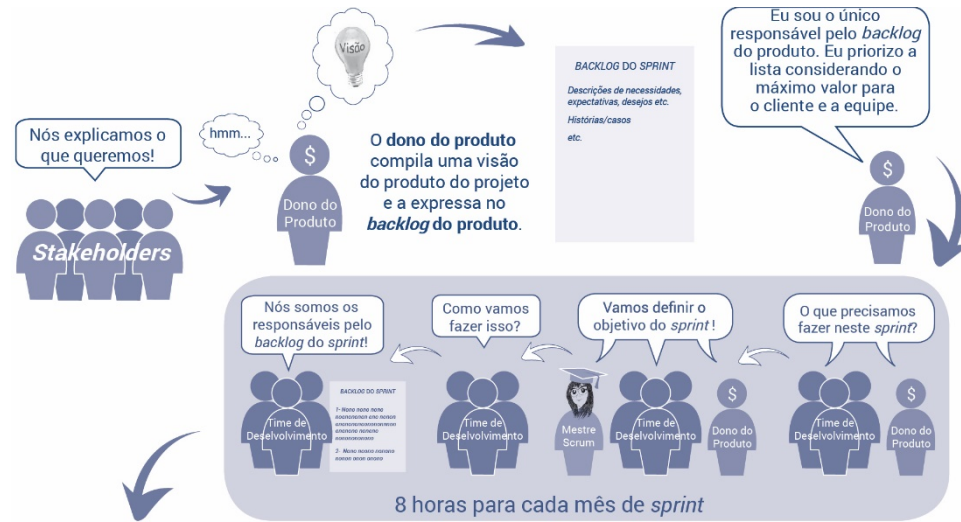 Nós explicamos o
que queremos!
Stakeholders
hmm...
Visão
$
Dono do
Produto
O dono do produto
compila uma visão
do produto do projeto
e a expressa no
backlog do produto.
BACKLOG DO SPRINT
Descrições de necessidades,
expectativas, desejos etc.
Histórias/casos
etc.
Eu sou o único
responsável pelo backlog
do produto. Eu priorizo a
lista considerando o
máximo valor para
o cliente e a equipe.
$
Dono do
Produto
O que precisamos
fazer neste sprint?
Time de
Deselvolvimento
$
Dono do
Produto
Vamos definir o
objetivo do sprint !
Mestre
Scrum
Time de
Deselvolvimento
$
Dono do
Produto
Como vamos
fazer isso?
Time de
Deselvolvimento
Nós somos os
responsáveis pelo
backlog do sprint!
Time de
Deselvolvimento
BACKLOG DO SPRINT
8 horas para cada mês de sprint